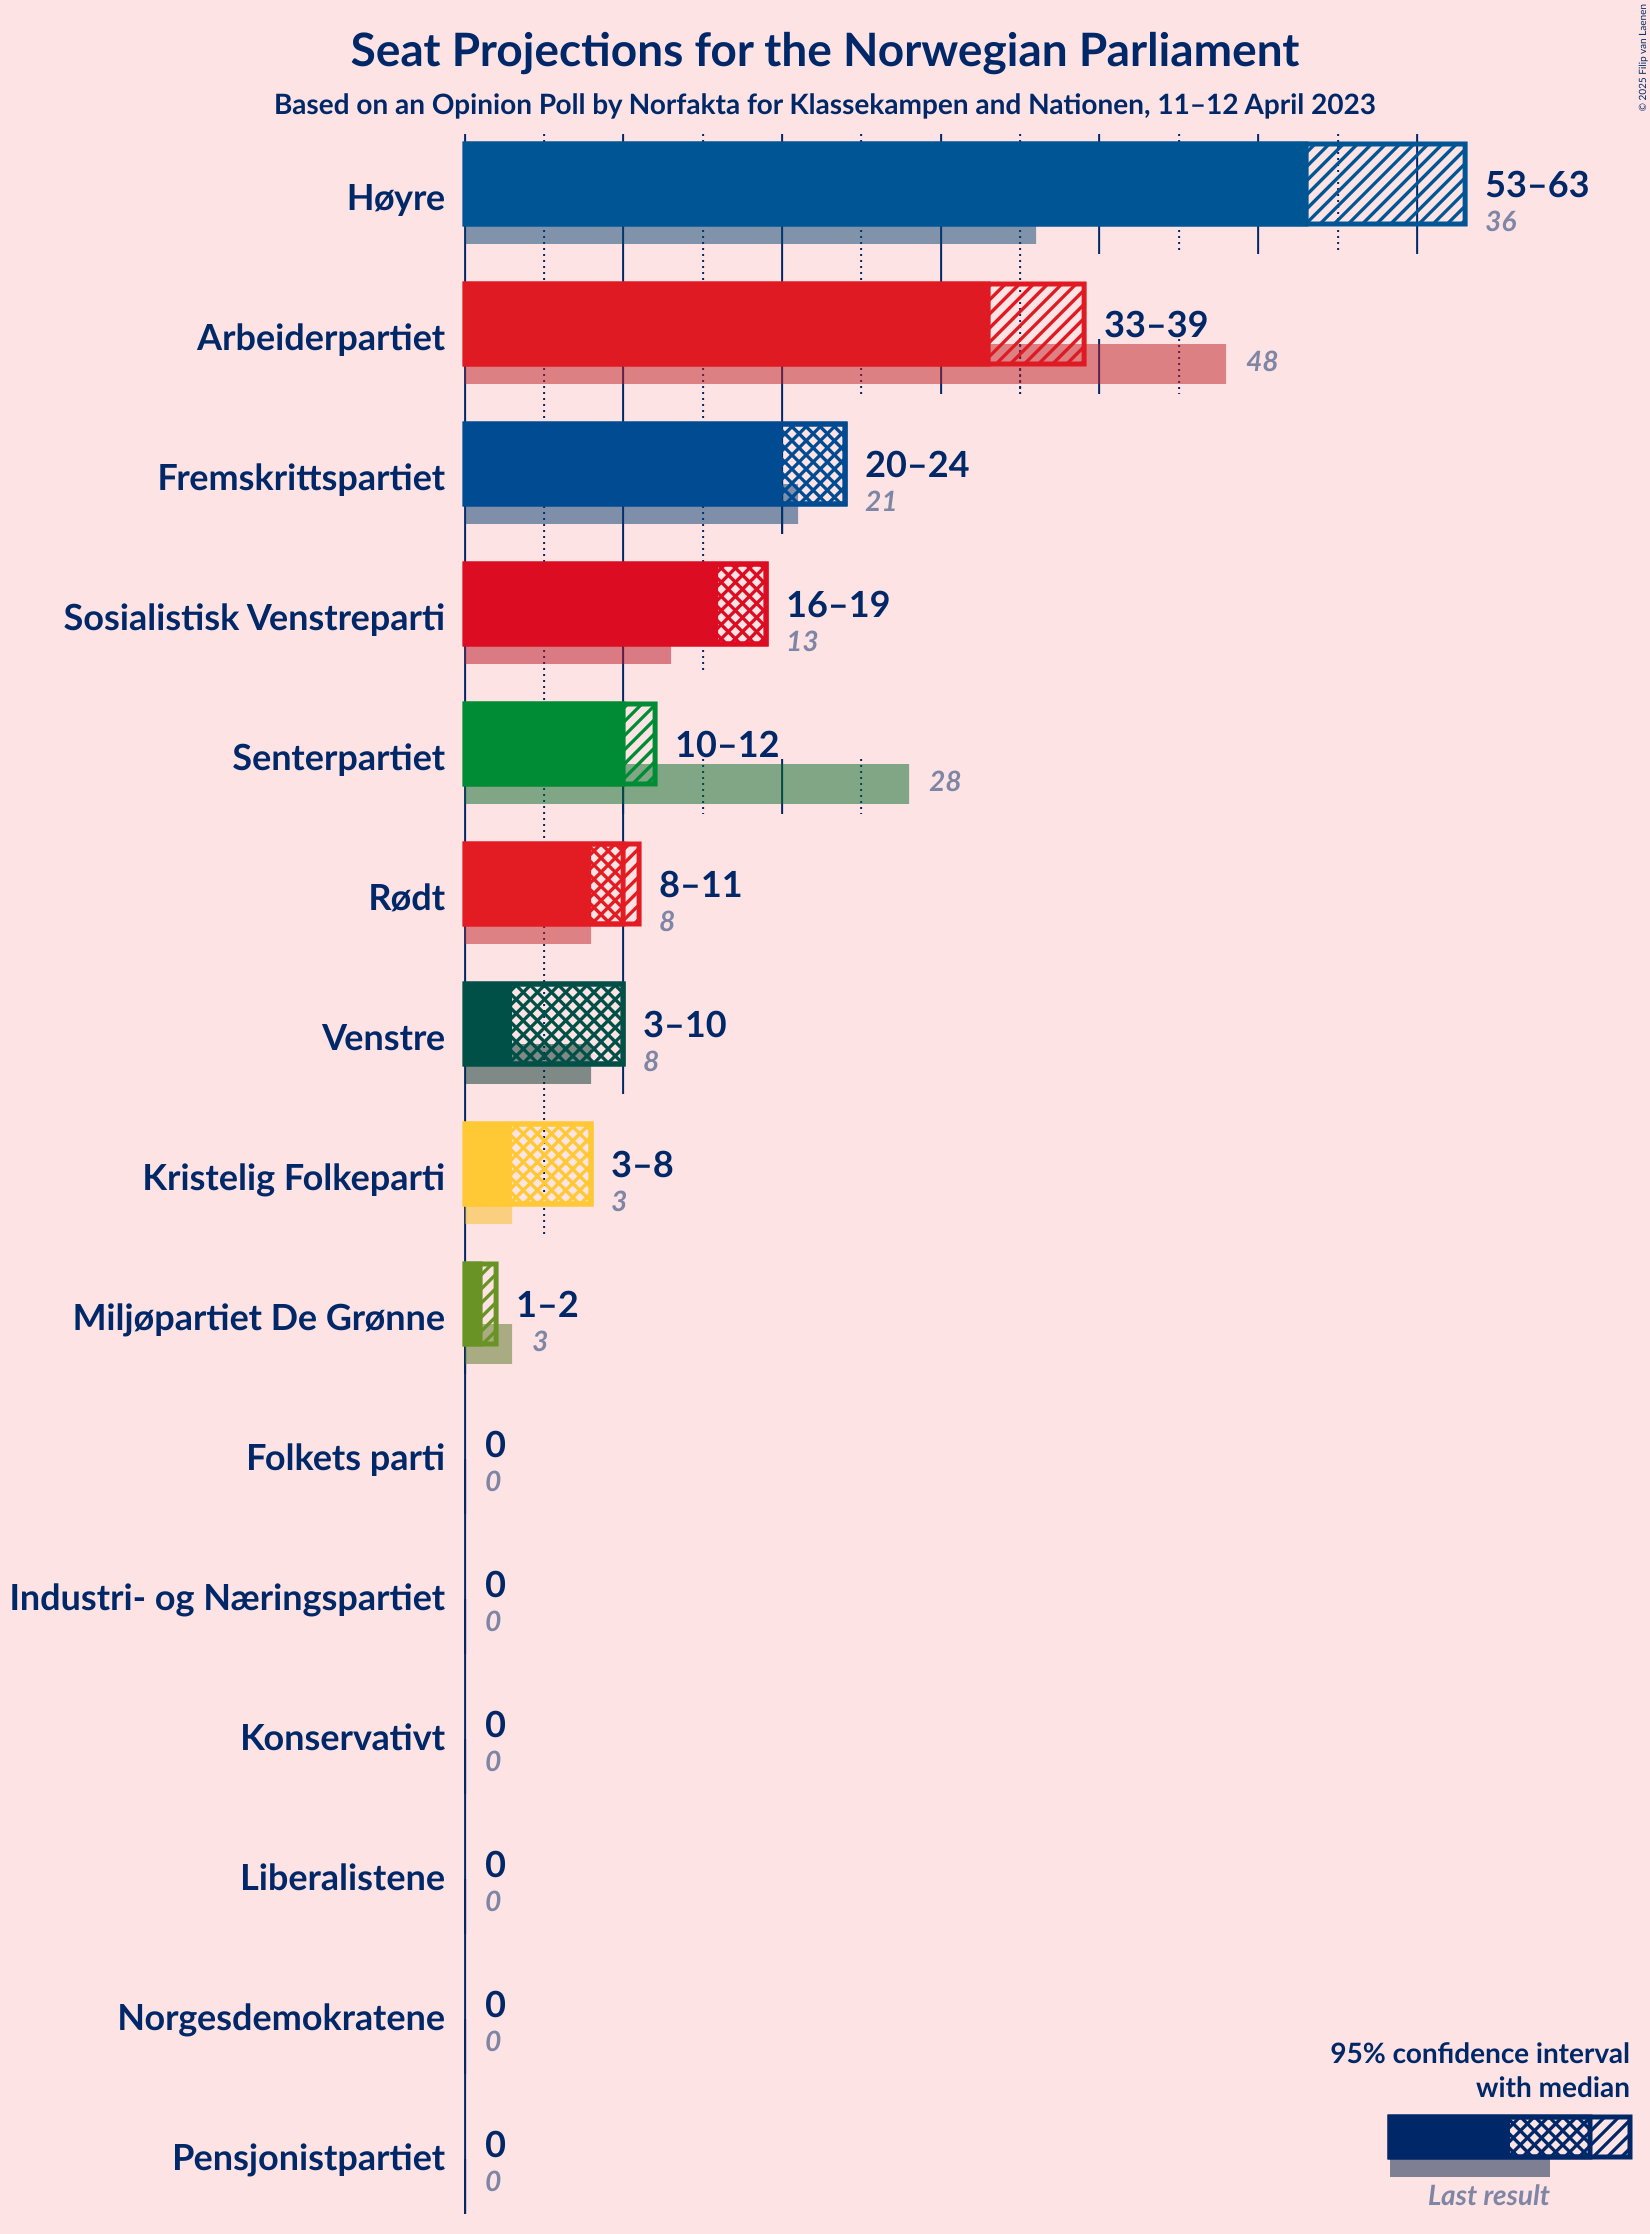 © 2025 Filip van Laenen
Seat Projections for the Norwegian Parliament
Based on an Opinion Poll by Norfakta for Klassekampen and Nationen, 11–12 April 2023
Høyre
53–63
36
Arbeiderpartiet
33–39
48
Fremskrittspartiet
20–24
21
Sosialistisk Venstreparti
16–19
13
Senterpartiet
10–12
28
Rødt
8–11
8
Venstre
3–10
8
Kristelig Folkeparti
3–8
3
Miljøpartiet De Grønne
1–2
3
Folkets parti
0
0
Industri- og Næringspartiet
0
0
Konservativt
0
0
Liberalistene
0
0
Norgesdemokratene
0
0
Pensjonistpartiet
0
0
95% confidence interval
with median
Last result